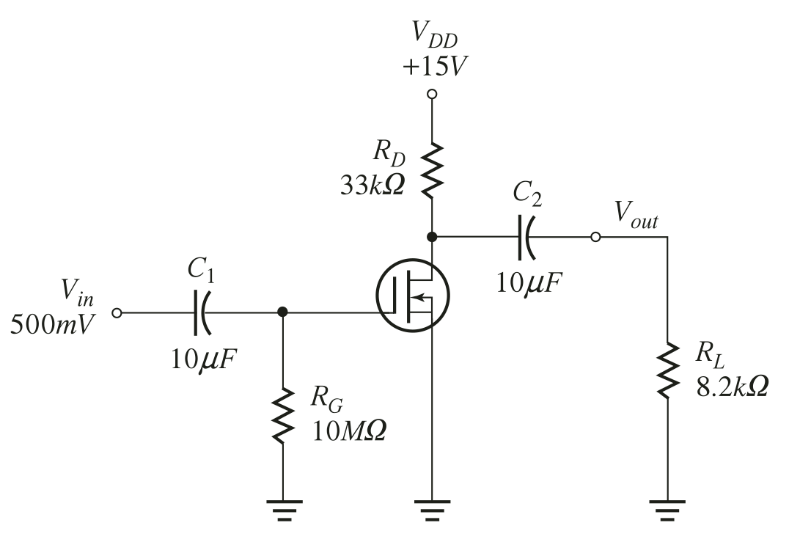 V_DD
+15V
R_D
33kΩ
C_2
V_out
10μF
C_1
V_in
500mV
10μF
R_G
10MΩ
R_L
8.2kΩ